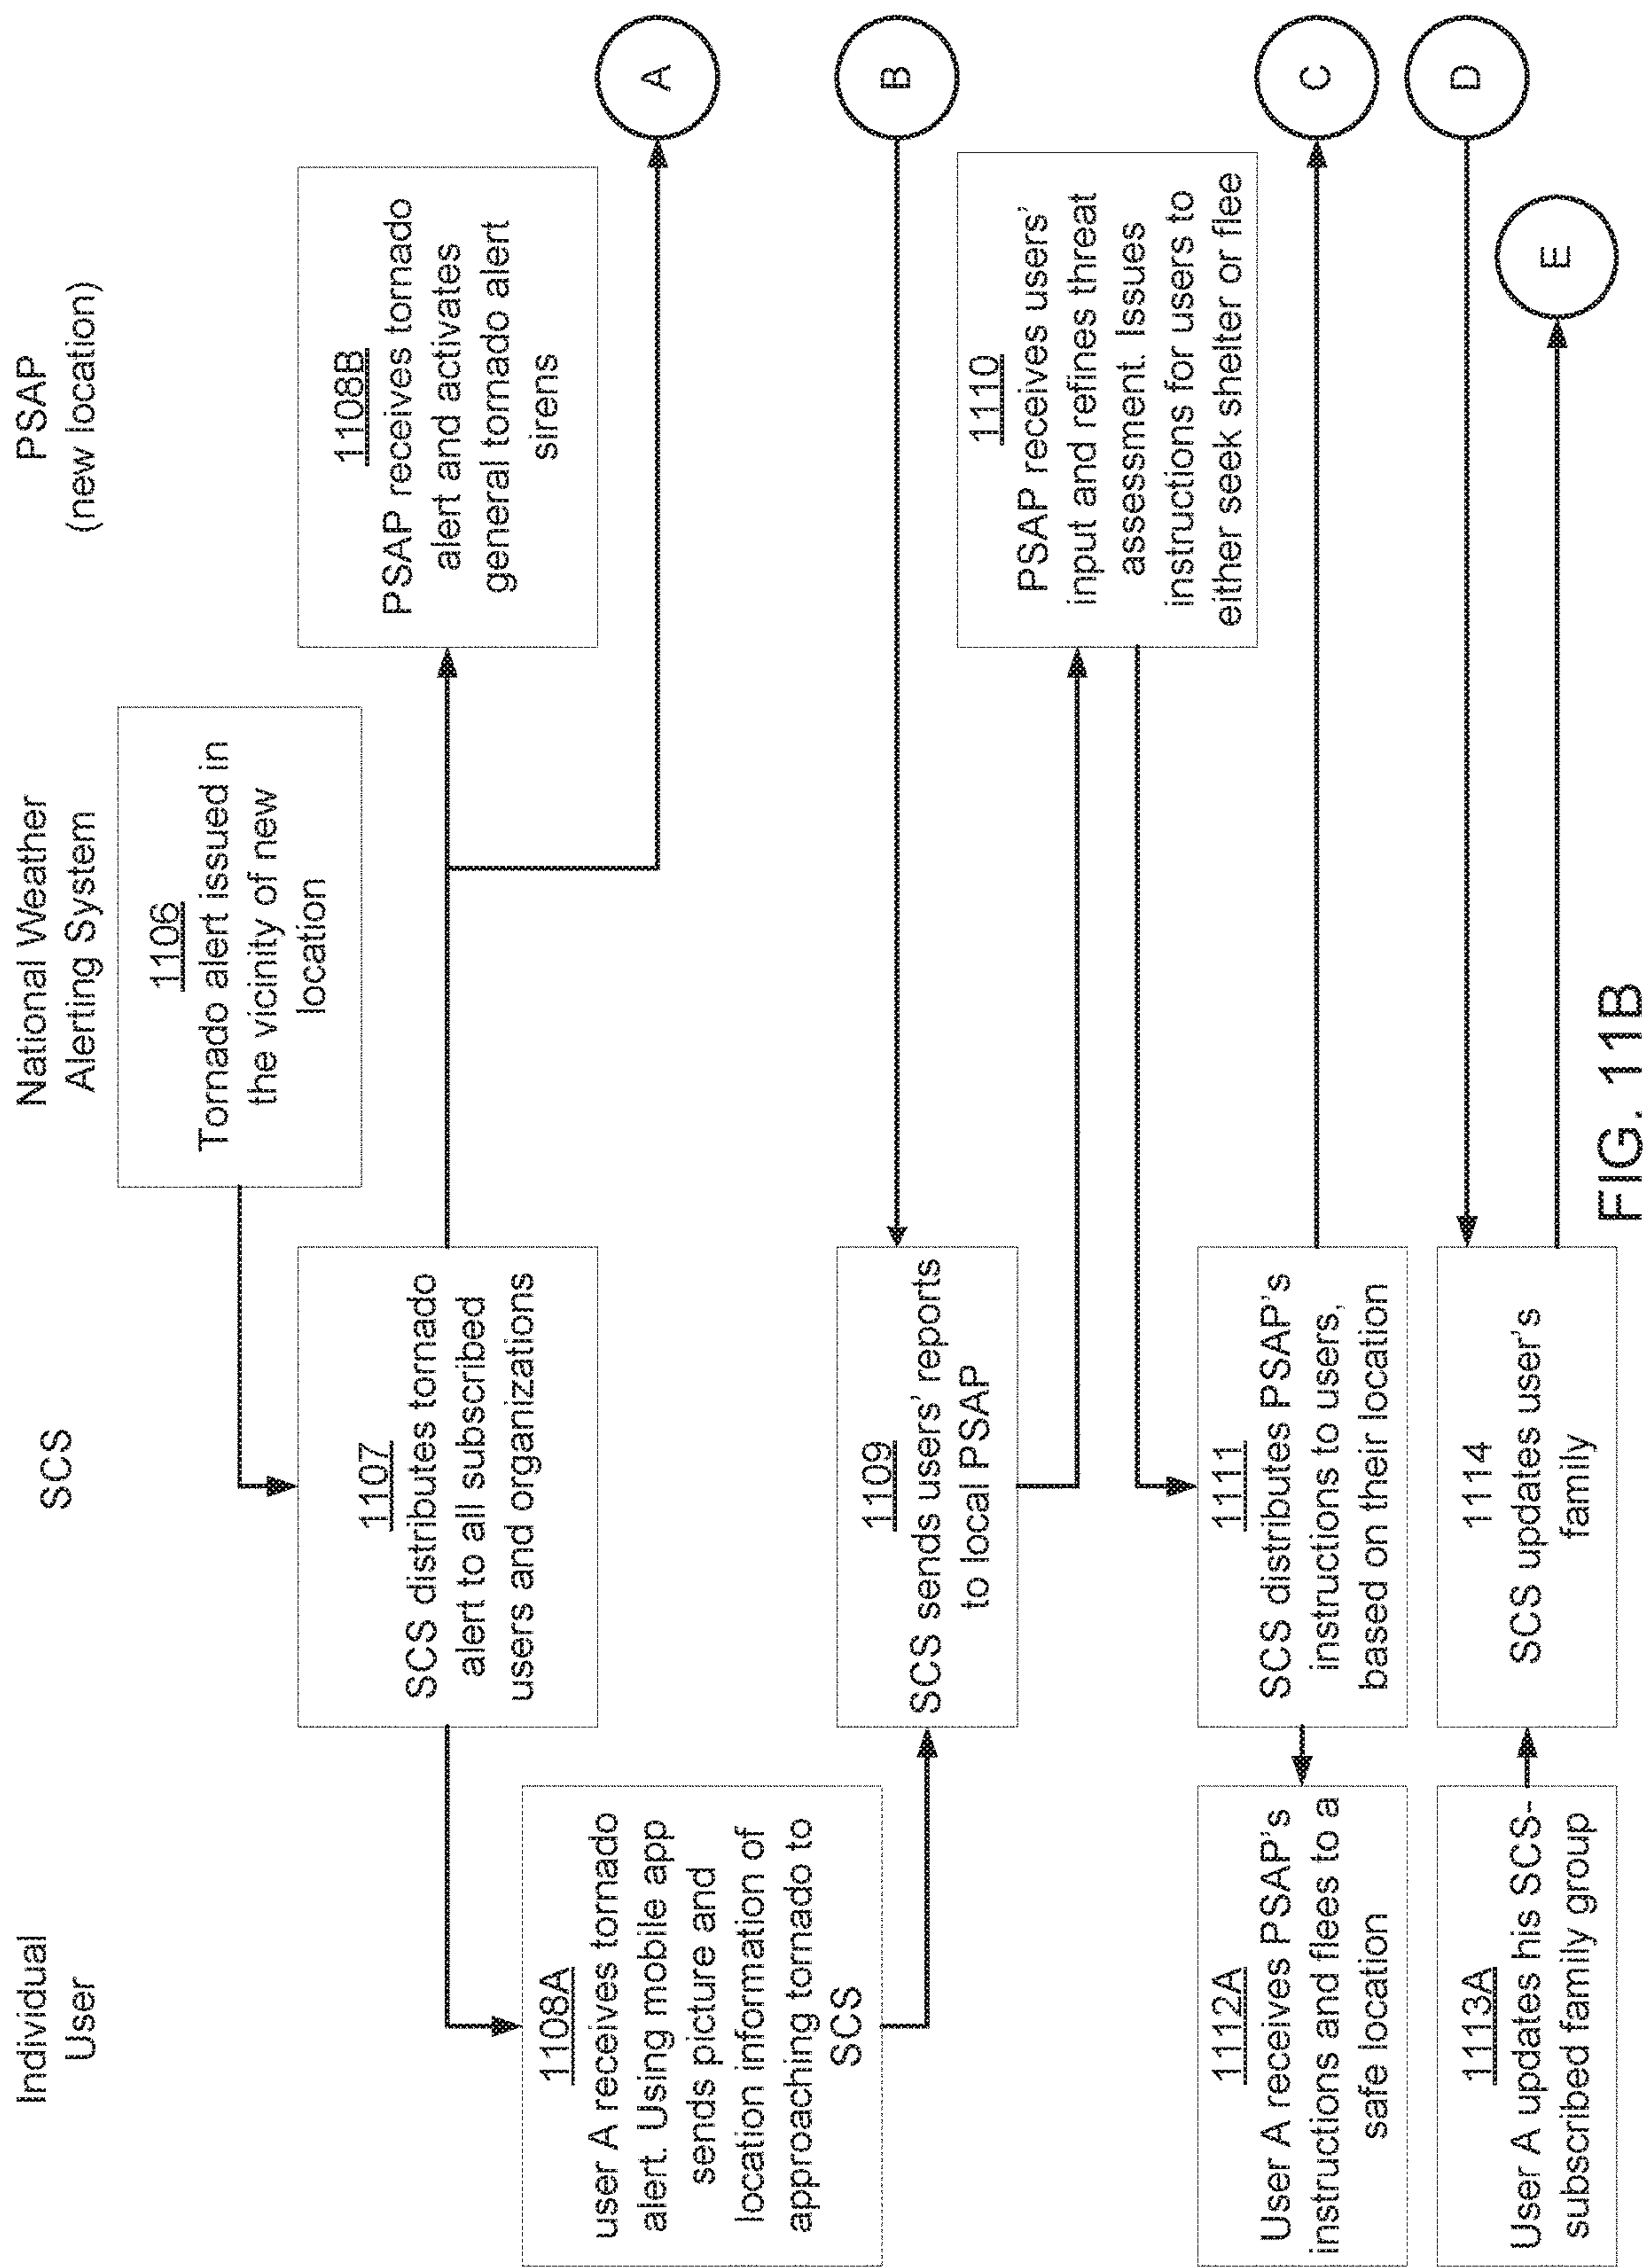 Individual
User
SCS
National Weather
Alerting System
PSAP
(new location)
1106
Tornado alert issued in
the vicinity of new
location
1107
SCS distributes tornado
alert to all subscribed
users and organizations
1108B
PSAP receives tornado
alert and activates
general tornado alert
sirens
1108A
user A receives tornado
alert. Using mobile app
sends picture and
location information of
approaching tornado to
SCS
A
B
1109
SCS sends users' reports
to local PSAP
1110
PSAP receives users'
input and refines threat
assessment. Issues
instructions for users to
either seek shelter or flee
1112A
User A receives PSAP's
instructions and flees to a
safe location
1111
SCS distributes PSAP's
instructions to users,
based on their location
C
1113A
User A updates his SCS-
subscribed family group
1114
SCS updates user's
family
D
E
FIG. 11B